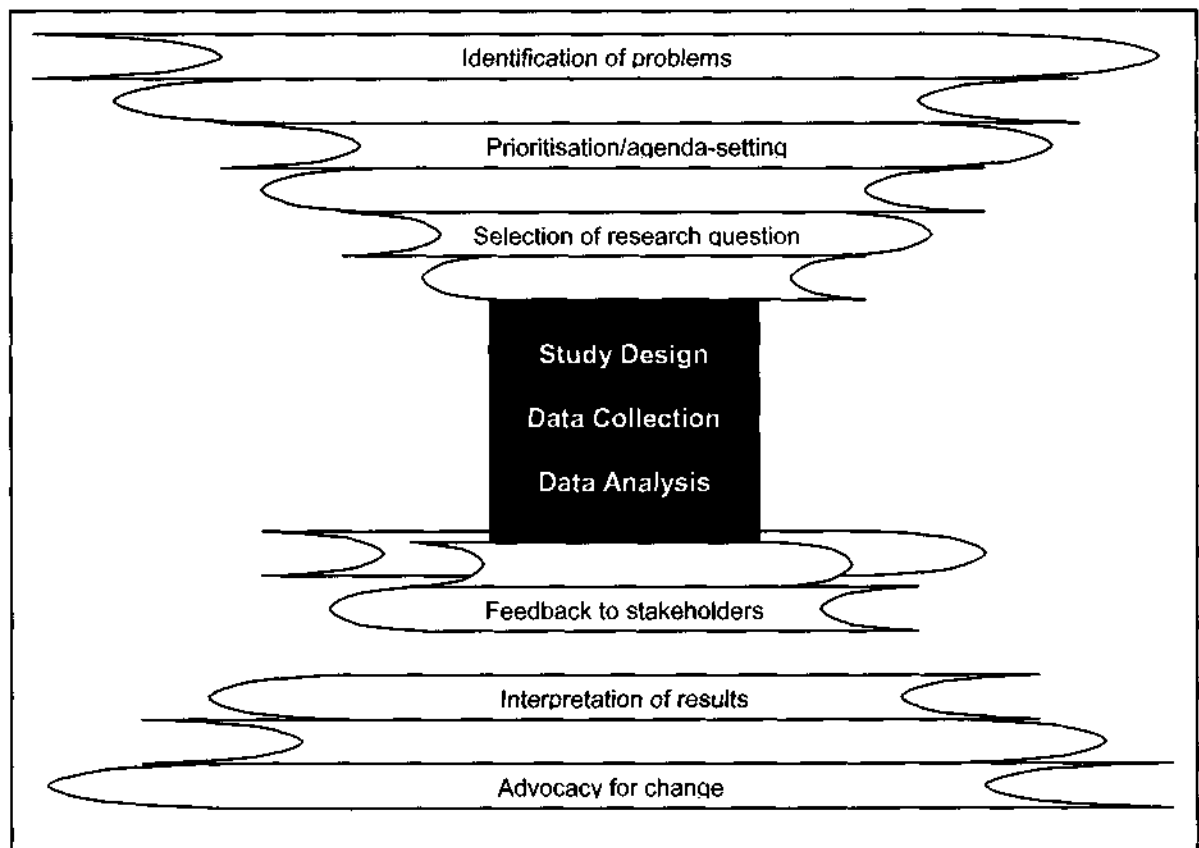 Identification of problems
Prioritisation/agenda-setting
Selection of research question
Study Design
Data Collection
Data Analysis
Feedback to stakeholders
Interpretation of results
Advocacy for change